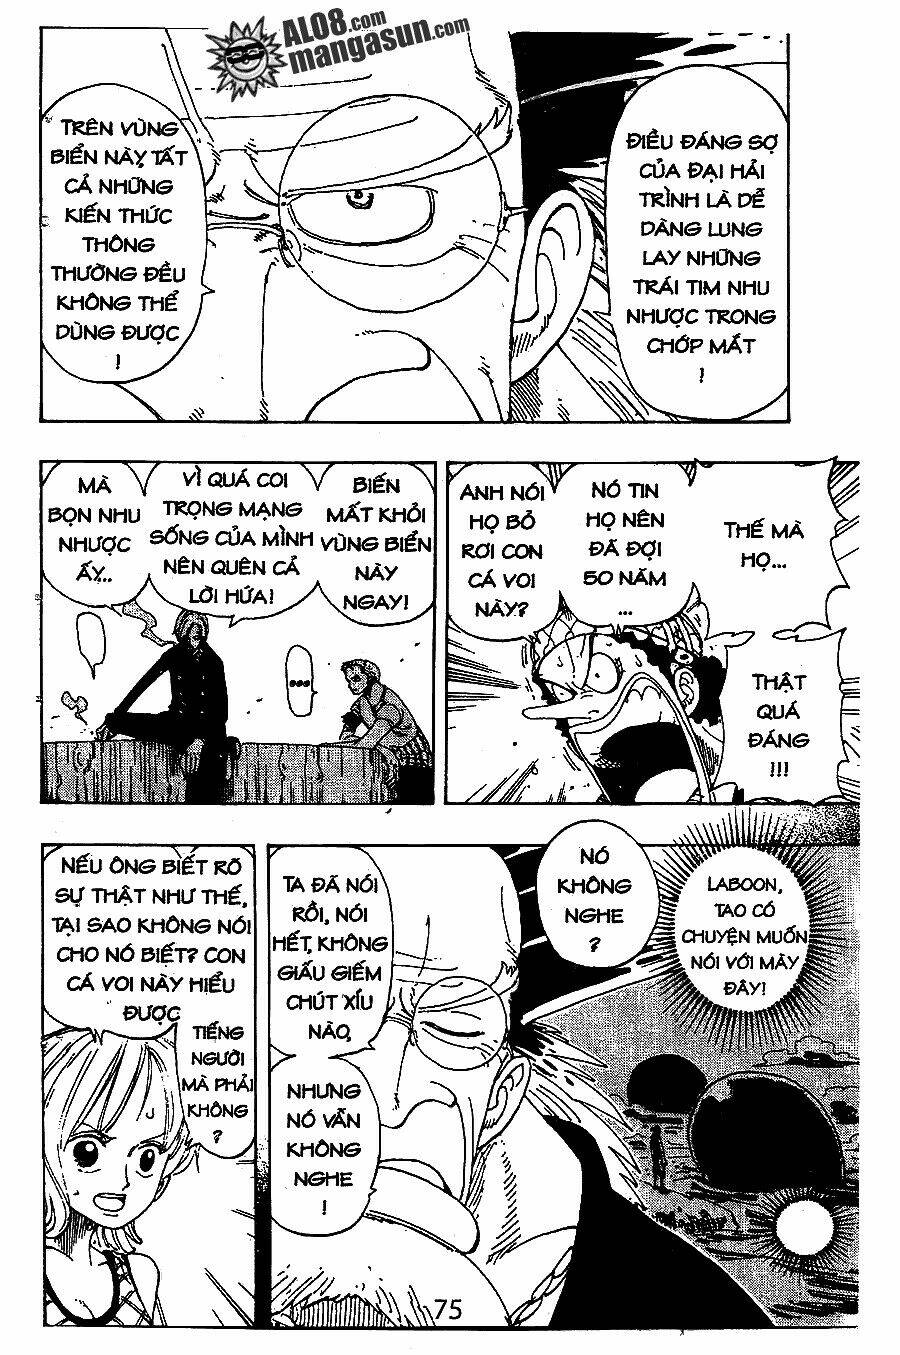 AL08.com
mangasun.com
ĐIỀU ĐÁNG SỢ
CỦA ĐẠI HẢI
TRÌNH LÀ DỄ
DÀNG LUNG
LAY NHỮNG
TRÁI TIM NHU
NHƯỢC TRONG
CHỚP MẮT
!
TRÊN VÙNG
BIỂN NÀY, TẤT
CẢ NHỮNG
KIẾN THỨC
THÔNG
THƯỜNG ĐỀU
KHÔNG THỂ
DÙNG ĐƯỢC
!
THẾ MÀ
HỌ...
NÓ TIN
HỌ NÊN
ĐÃ ĐỢI
50 NĂM
...
ANH NÓI
HỌ BỎ
RƠI CON
CÁ VOI
NÀY?
THẬT
QUÁ
ĐÁNG
!!!
BIẾN
MẤT KHỎI
VÙNG BIỂN
NÀY
NGAY!
VÌ QUÁ COI
TRỌNG MẠNG
SỐNG CỦA MÌNH
NÊN QUÊN CẢ
LỜI HỨA!
MÀ
BỌN NHU
NHƯỢC
ẤY...
...
LABOON,
TAO CÓ
CHUYỆN MUỐN
NÓI VỚI MÀY
ĐÂY!
NÓ
KHÔNG
NGHE
?
TA ĐÃ NÓI
RỒI, NÓI
HẾT, KHÔNG
GIẤU GIẾM
CHÚT XÍU
NÀO,
NHƯNG
NÓ VẪN
KHÔNG
NGHE
!
NẾU ÔNG BIẾT RÕ
SỰ THẬT NHƯ THẾ,
TẠI SAO KHÔNG NÓI
CHO NÓ BIẾT? CON
CÁ VOI NÀY HIỂU
ĐƯỢC
TIẾNG
NGƯỜI
MÀ PHẢI
KHÔNG
?
75